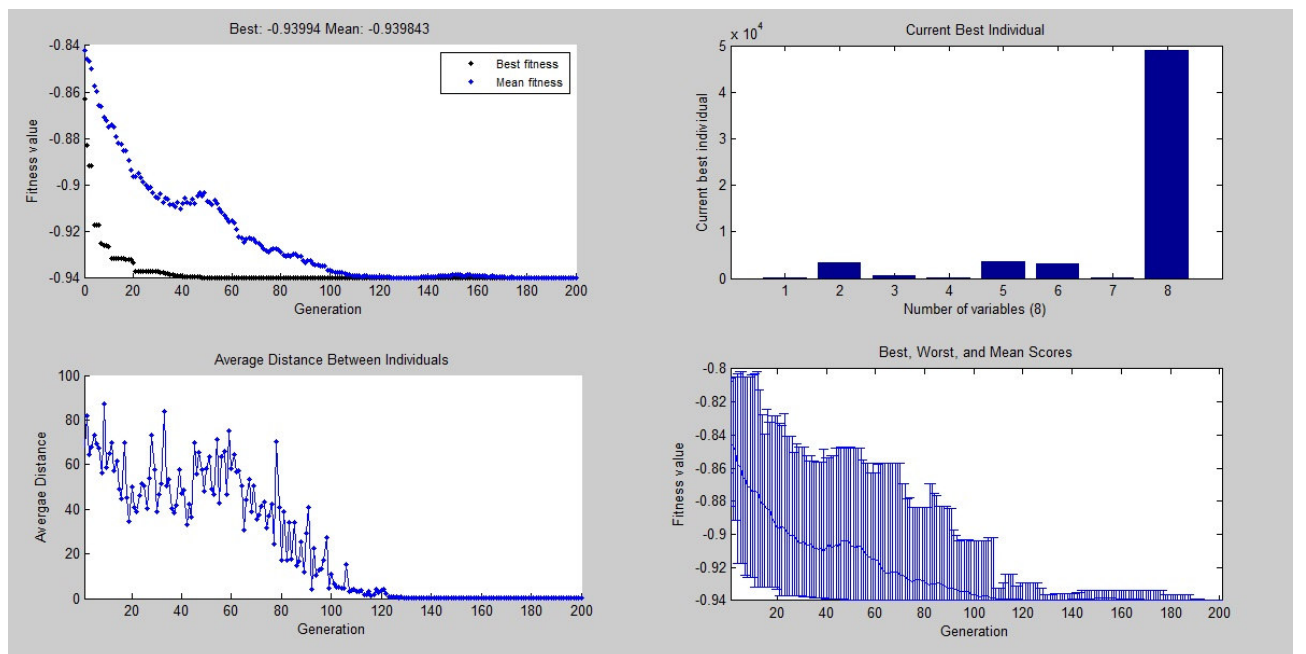 Best: -0.93994 Mean: -0.939843
-0.84
-0.86
-0.88
-0.9
-0.92
-0.94
Fitness value
Best fitness
Mean fitness
0 20 40 60 80 100 120 140 160 180 200
Generation
Current Best Individual
x 10^4
5
4
3
2
1
0
Current best individual
1 2 3 4 5 6 7 8
Number of variables (8)
Average Distance Between Individuals
100
80
60
40
20
0
Avergae Distance
20 40 60 80 100 120 140 160 180 200
Generation
Best, Worst, and Mean Scores
-0.8
-0.82
-0.84
-0.86
-0.88
-0.9
-0.92
-0.94
Fitness value
20 40 60 80 100 120 140 160 180 200
Generation